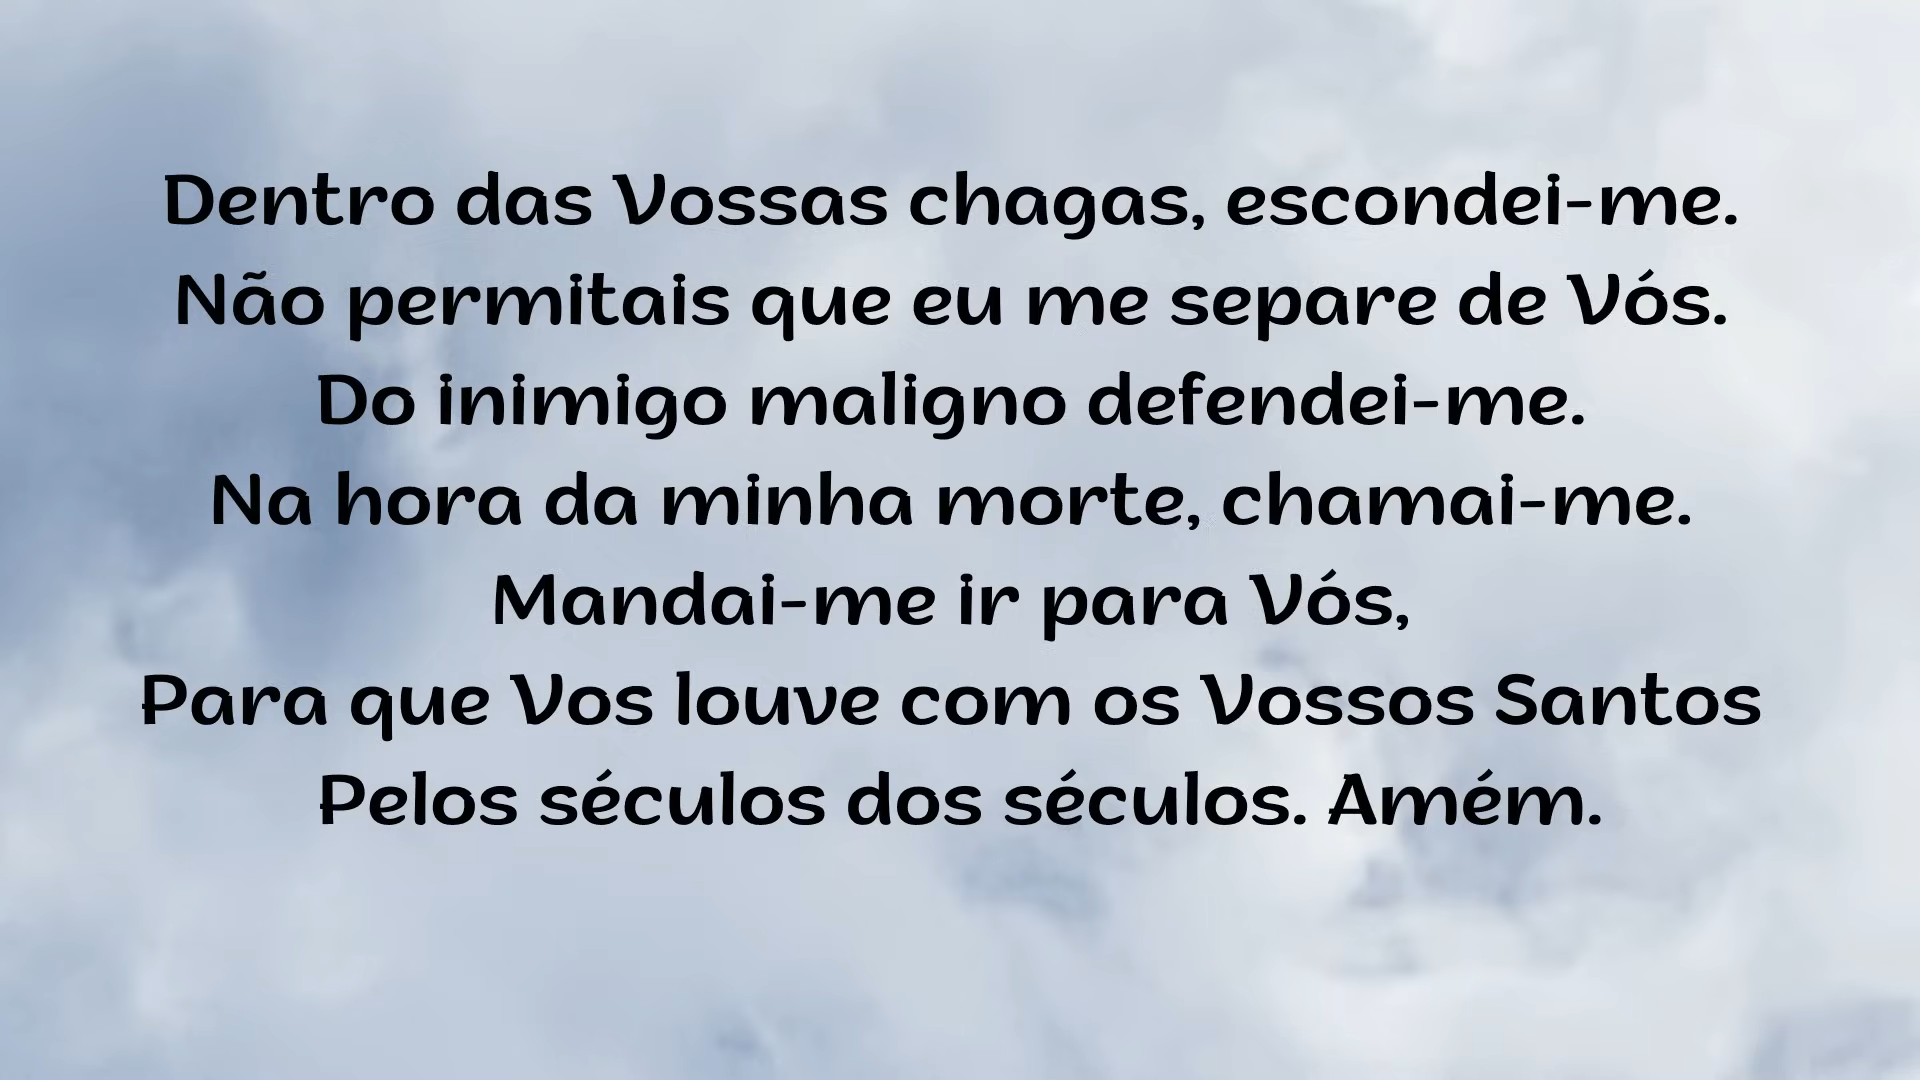 Dentro das Vossas chagas, escondei-me.
Não permitais que eu me separe de Vós.
Do inimigo maligno defendei-me.
Na hora da minha morte, chamai-me.
Mandai-me ir para Vós,
Para que Vos louve com os Vossos Santos
Pelos séculos dos séculos. Amém.